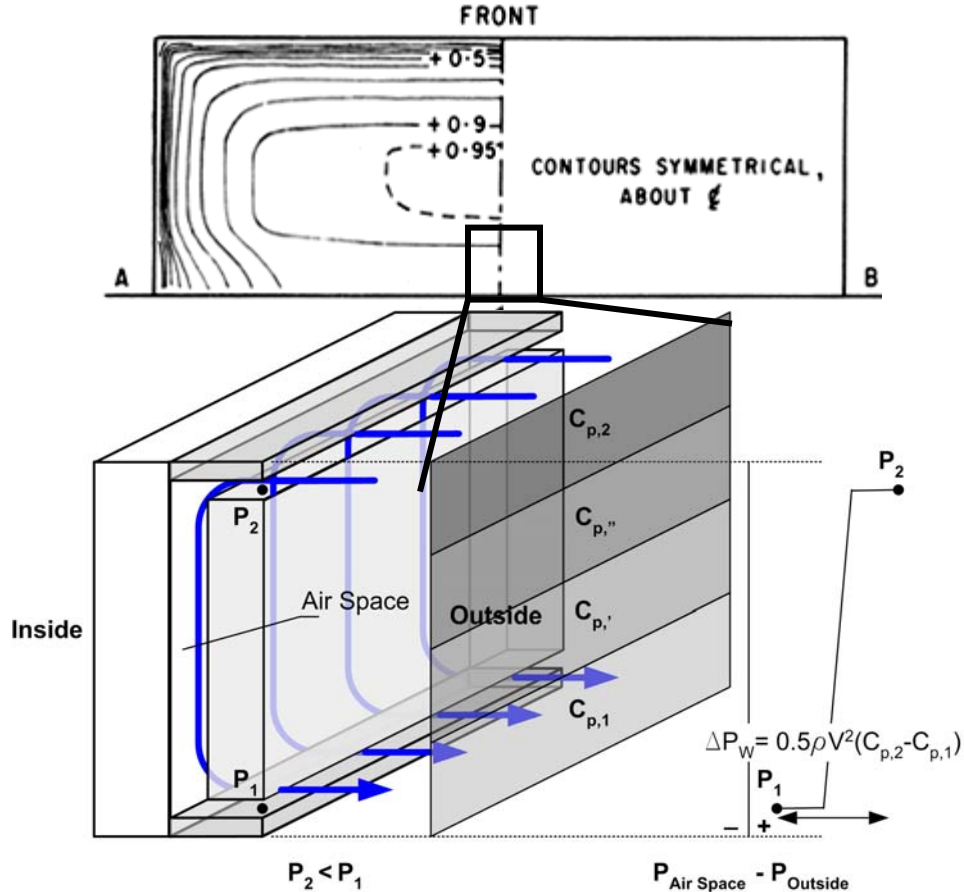 FRONT
+0·5
+0·9
+0·95
CONTOURS SYMMETRICAL,
ABOUT ℄
A
B
Cp,2
P2
P2
Cp,''
Air Space
Inside
Outside
Cp,'
Cp,1
ΔPW = 0.5ρV²(Cp,2-Cp,1)
P1
P1
– +
P2 < P1
PAir Space - POutside